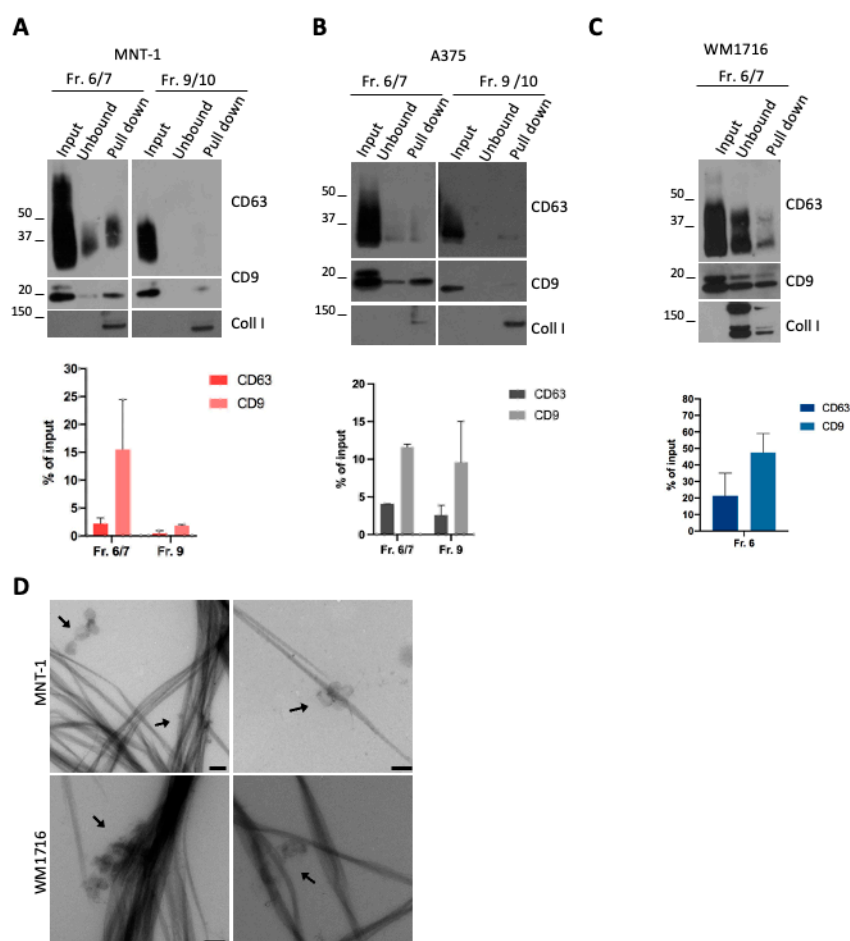 A
MNT-1
Fr. 6/7
Fr. 9/10
Input
Unbound
Pull down
Input
Unbound
Pull down
50
37
20
150
CD63
CD9
Coll I
30
25
20
15
10
5
0
% of input
Fr. 6/7
Fr. 9
CD63
CD9
B
A375
Fr. 6/7
Fr. 9 /10
Input
Unbound
Pull down
Input
Unbound
Pull down
50
37
20
150
CD63
CD9
Coll I
20
15
10
5
0
% of input
Fr. 6/7
Fr. 9
CD63
CD9
C
WM1716
Fr. 6/7
Input
Unbound
Pull down
50
37
20
150
CD63
CD9
Coll I
80
70
60
50
40
30
20
10
0
% of input
Fr. 6
CD63
CD9
D
MNT-1
WM1716